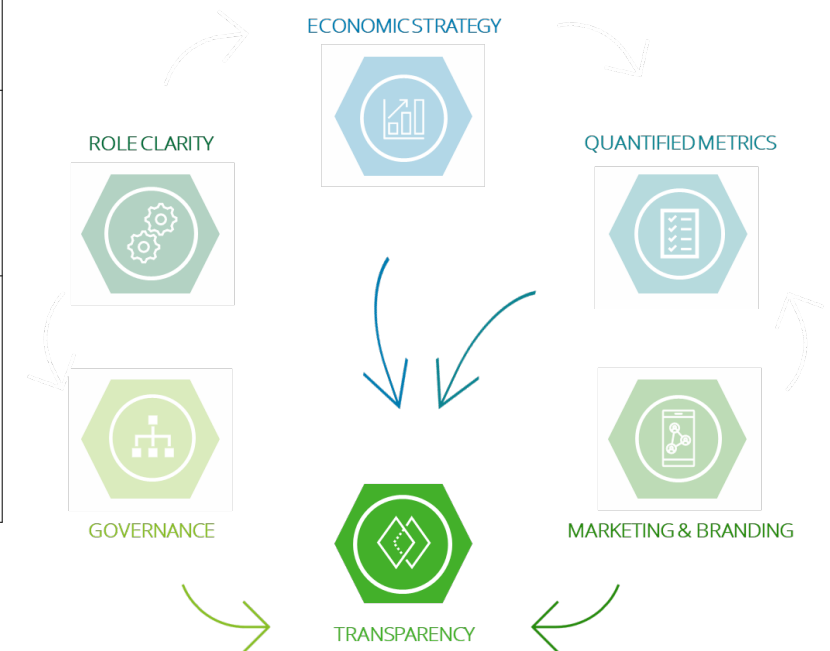 ECONOMIC STRATEGY
ROLE CLARITY
QUANTIFIED METRICS
GOVERNANCE
MARKETING & BRANDING
TRANSPARENCY